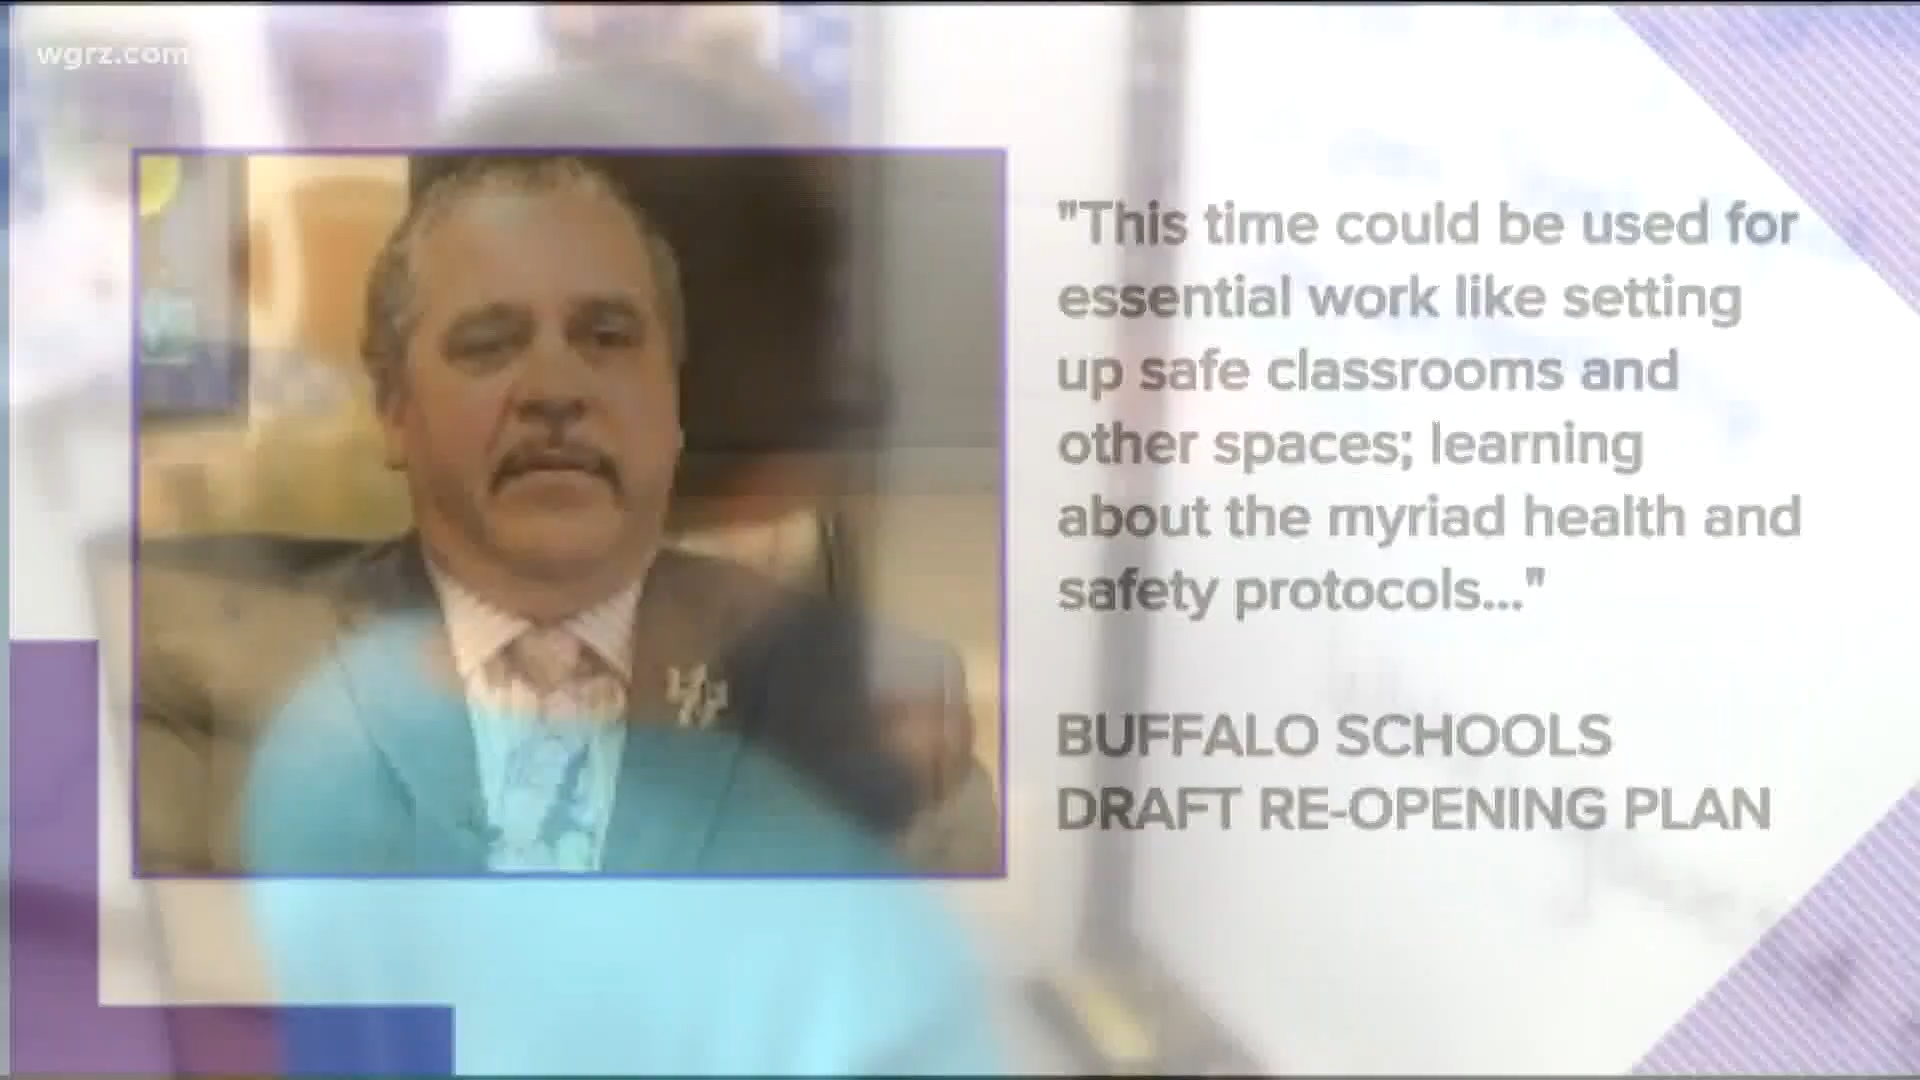 wgrz.com
"This time could be used for
essential work like setting
up safe classrooms and
other spaces; learning
about the myriad health and
safety protocols..."
BUFFALO SCHOOLS
DRAFT RE-OPENING PLAN